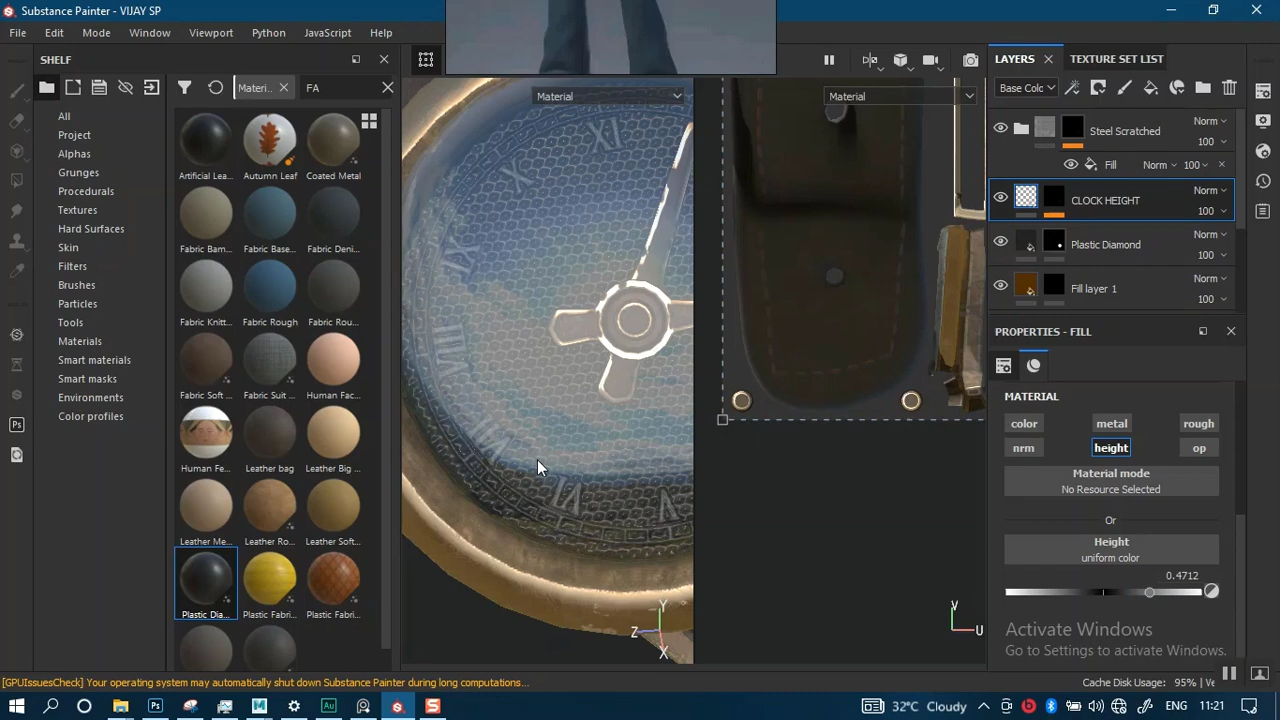 Substance Painter - VIJAY SP
File Edit Mode Window Viewport Python JavaScript Help
SHELF
Materi...
FA
All
Project
Alphas
Grunges
Procedurals
Textures
Hard Surfaces
Skin
Filters
Brushes
Particles
Tools
Materials
Smart materials
Smart masks
Environments
Color profiles
Artificial Lea... Autumn Leaf Coated Metal
Fabric Bam... Fabric Base... Fabric Deni...
Fabric Knitt... Fabric Rough Fabric Rou...
Fabric Soft ... Fabric Suit ... Human Fac...
Human Fe... Leather bag Leather Big ...
Leather Me... Leather Ro... Leather Soft...
Plastic Dia... Plastic Fabri... Plastic Fabri...
Material
Material
IX
X
VIII
VI
V
Y
Z
X
V
U
LAYERS
TEXTURE SET LIST
Base Colo
Steel Scratched
Norm
100
Fill
Norm
100
CLOCK HEIGHT
Norm
100
Plastic Diamond
Norm
100
Fill layer 1
Norm
100
PROPERTIES - FILL
MATERIAL
color metal rough
nrm height op
Material mode
No Resource Selected
Or
Height
uniform color
0.4712
Activate Windows
Go to Settings to activate Windows.
[GPUIssuesCheck] Your operating system may automatically shut down Substance Painter during long computations...
Cache Disk Usage: 95% | Ve
Ps
Au
32°C Cloudy
ENG
11:21